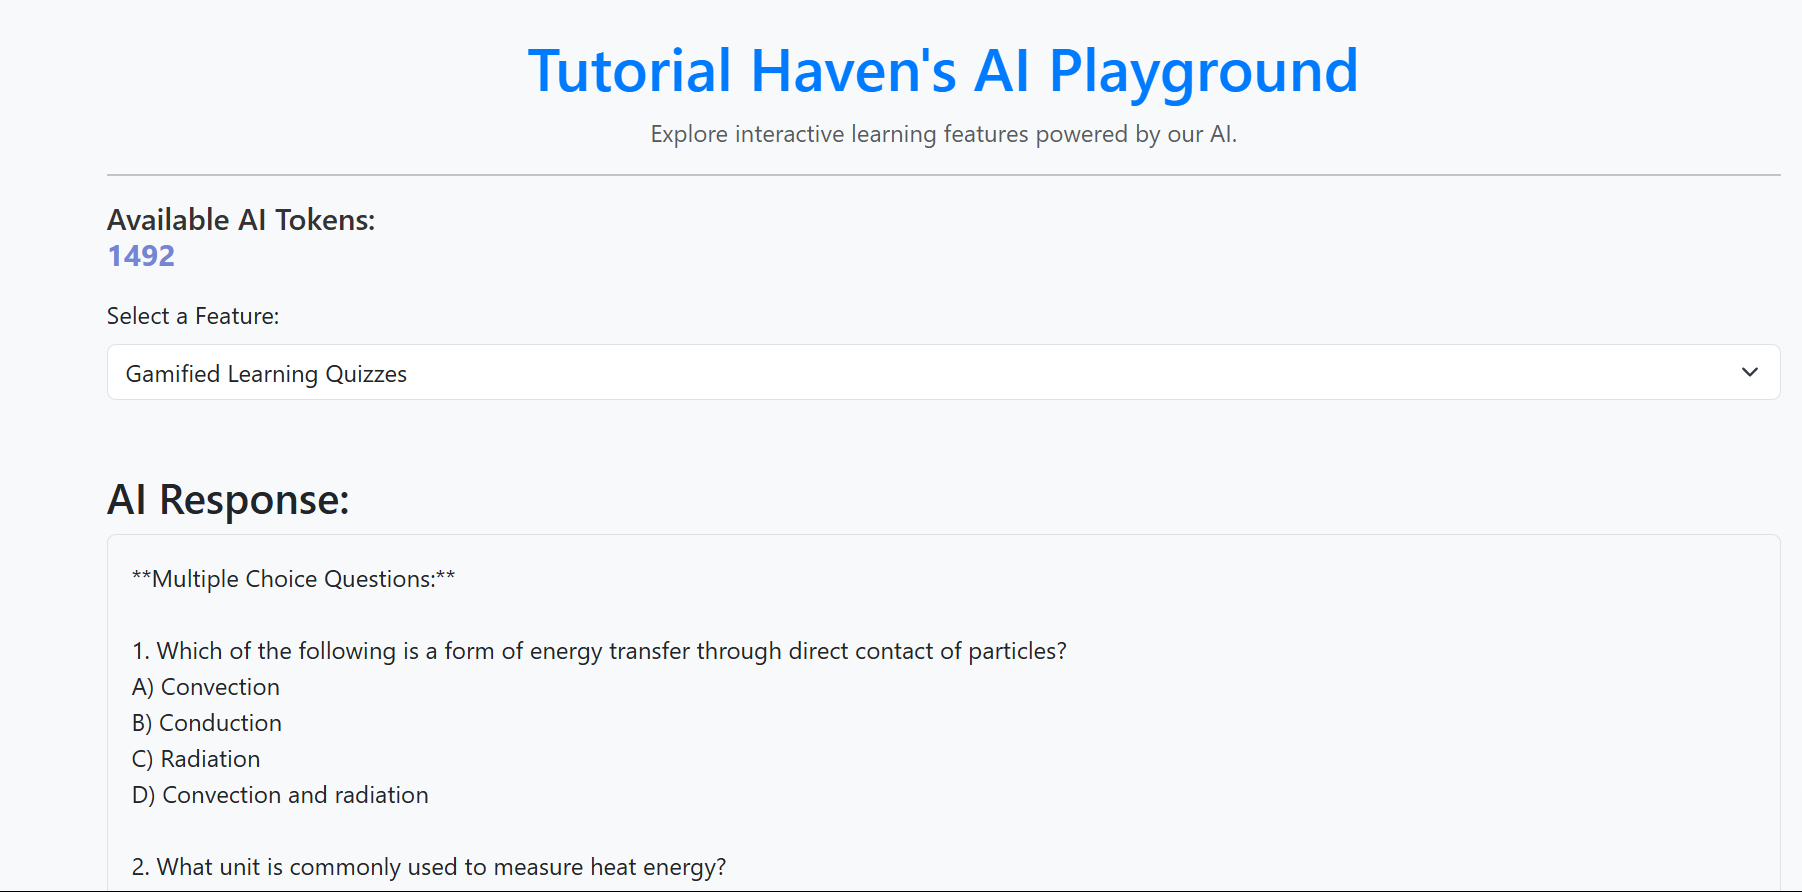 Tutorial Haven's AI Playground
Explore interactive learning features powered by our AI.
Available AI Tokens:
1492
Select a Feature:
Gamified Learning Quizzes
AI Response:
**Multiple Choice Questions:**
1. Which of the following is a form of energy transfer through direct contact of particles?
A) Convection
B) Conduction
C) Radiation
D) Convection and radiation
2. What unit is commonly used to measure heat energy?